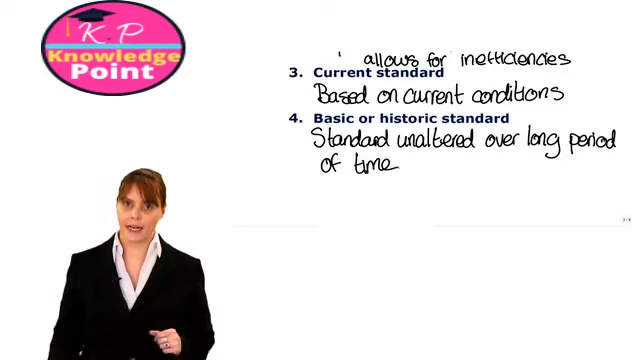 K.P
Knowledge
Point
allows for inefficiencies
3. Current standard
Based on current conditions
4. Basic or historic standard
Standard unaltered over long period
of time